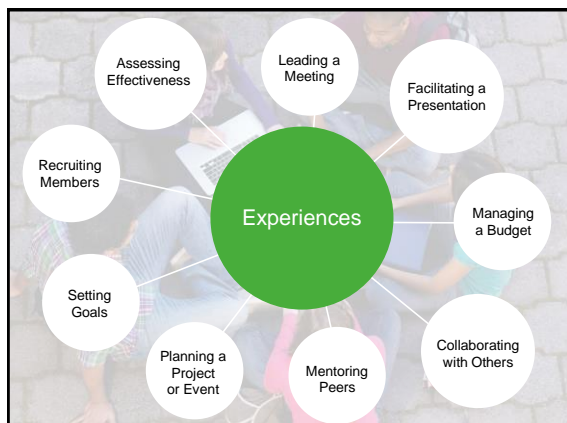 Assessing
Effectiveness
Leading a
Meeting
Facilitating a
Presentation
Recruiting
Members
Experiences
Managing
a Budget
Setting
Goals
Planning a
Project
or Event
Mentoring
Peers
Collaborating
with Others